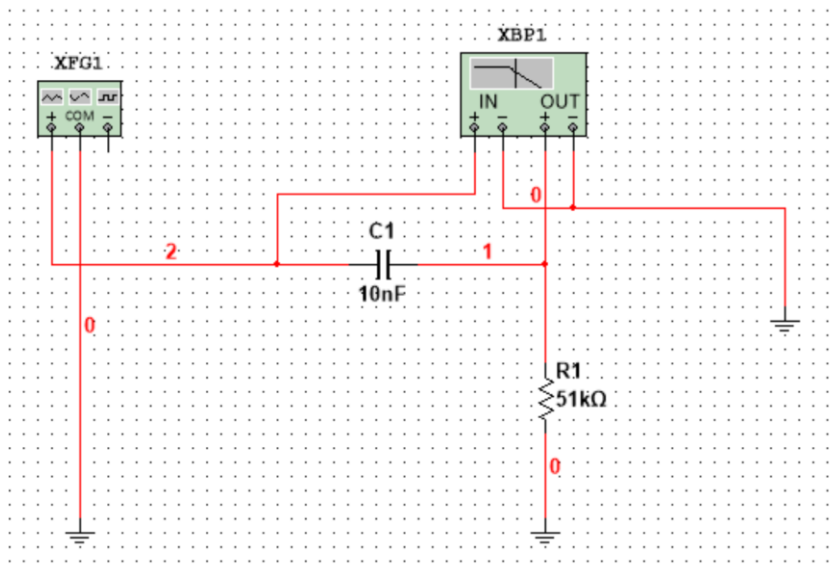 XBP1
XFG1
IN OUT
COM
+ - + -
+ -
0
C1
2
1
10nF
0
R1
51kΩ
0